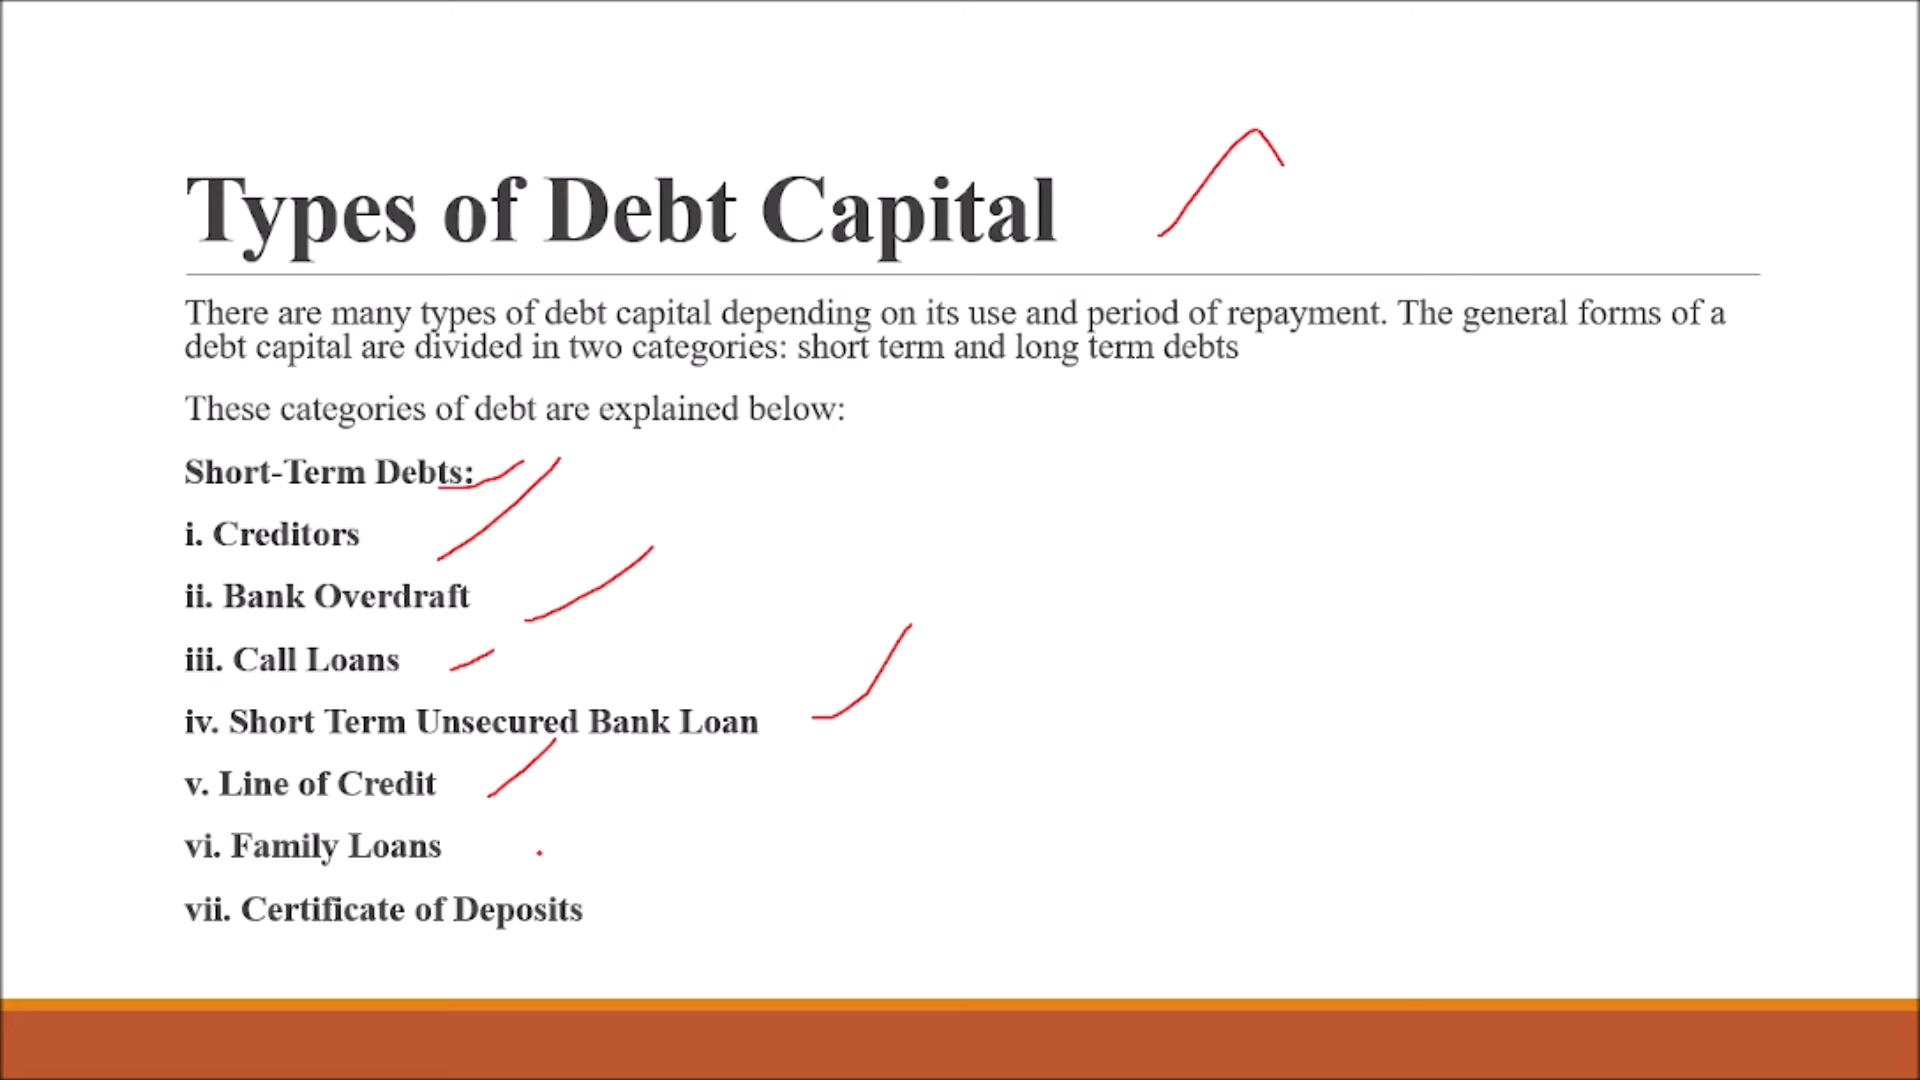 Types of Debt Capital
There are many types of debt capital depending on its use and period of repayment. The general forms of a
debt capital are divided in two categories: short term and long term debts
These categories of debt are explained below:
Short-Term Debts:
i. Creditors
ii. Bank Overdraft
iii. Call Loans
iv. Short Term Unsecured Bank Loan
v. Line of Credit
vi. Family Loans
vii. Certificate of Deposits